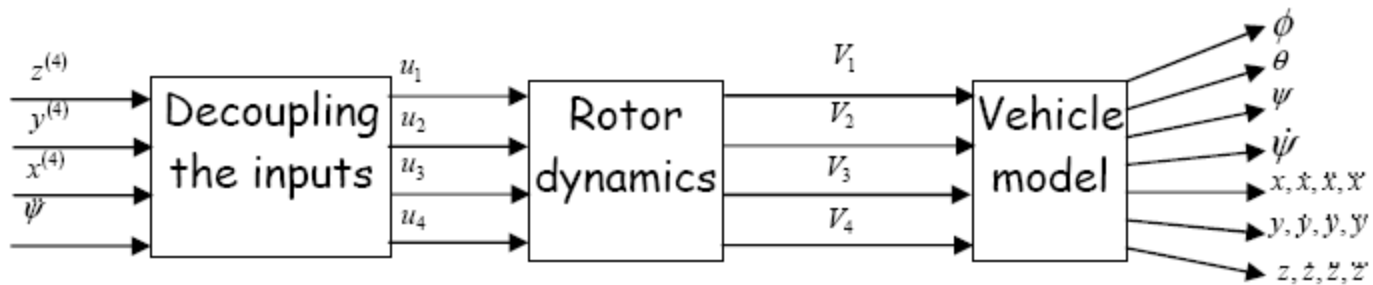 z⁽⁴⁾
y⁽⁴⁾
x⁽⁴⁾
ψ̈
Decoupling
the inputs
u₁
u₂
u₃
u₄
Rotor
dynamics
V₁
V₂
V₃
V₄
Vehicle
model
ϕ
θ
ψ
ψ̇
x, ẋ, ẍ, x⃛
y, ẏ, ÿ, y⃛
z, ż, z̈, z⃛